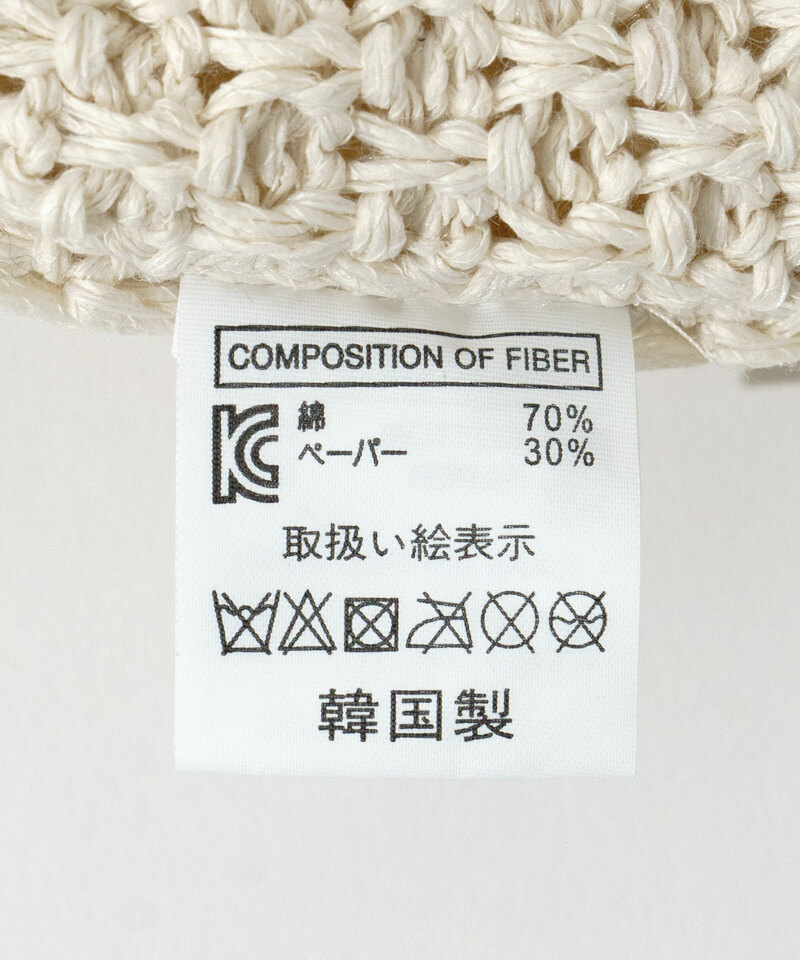 COMPOSITION OF FIBER
KC
綿 70%
ペーパー 30%
取扱い絵表示
韓国製